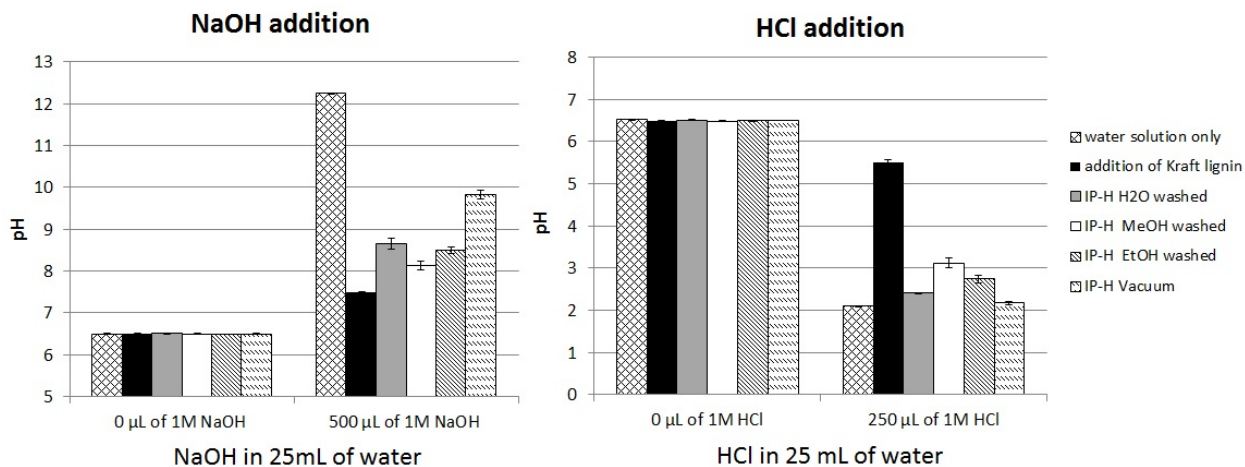 NaOH addition
13
12
11
10
9
8
7
6
5
pH
0 µL of 1M NaOH
500 µL of 1M NaOH
NaOH in 25mL of water
HCl addition
8
7
6
5
4
3
2
1
0
pH
0 µL of 1M HCl
250 µL of 1M HCl
HCl in 25 mL of water
water solution only
addition of Kraft lignin
IP-H H2O washed
IP-H MeOH washed
IP-H EtOH washed
IP-H Vacuum